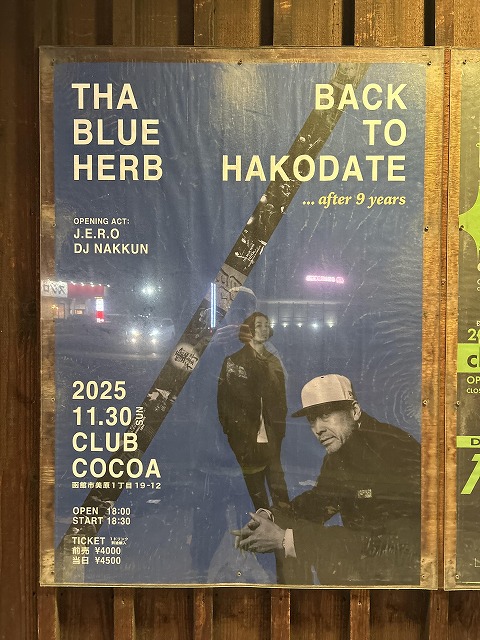 THA
BLUE
HERB
BACK
TO
HAKODATE
... after 9 years
OPENING ACT:
J.E.R.O
DJ NAKKUN
2025
11.30 SUN
CLUB
COCOA
函館市美原1丁目19-12
OPEN 18:00
START 18:30
TICKET
前売 ¥4000
当日 ¥4500